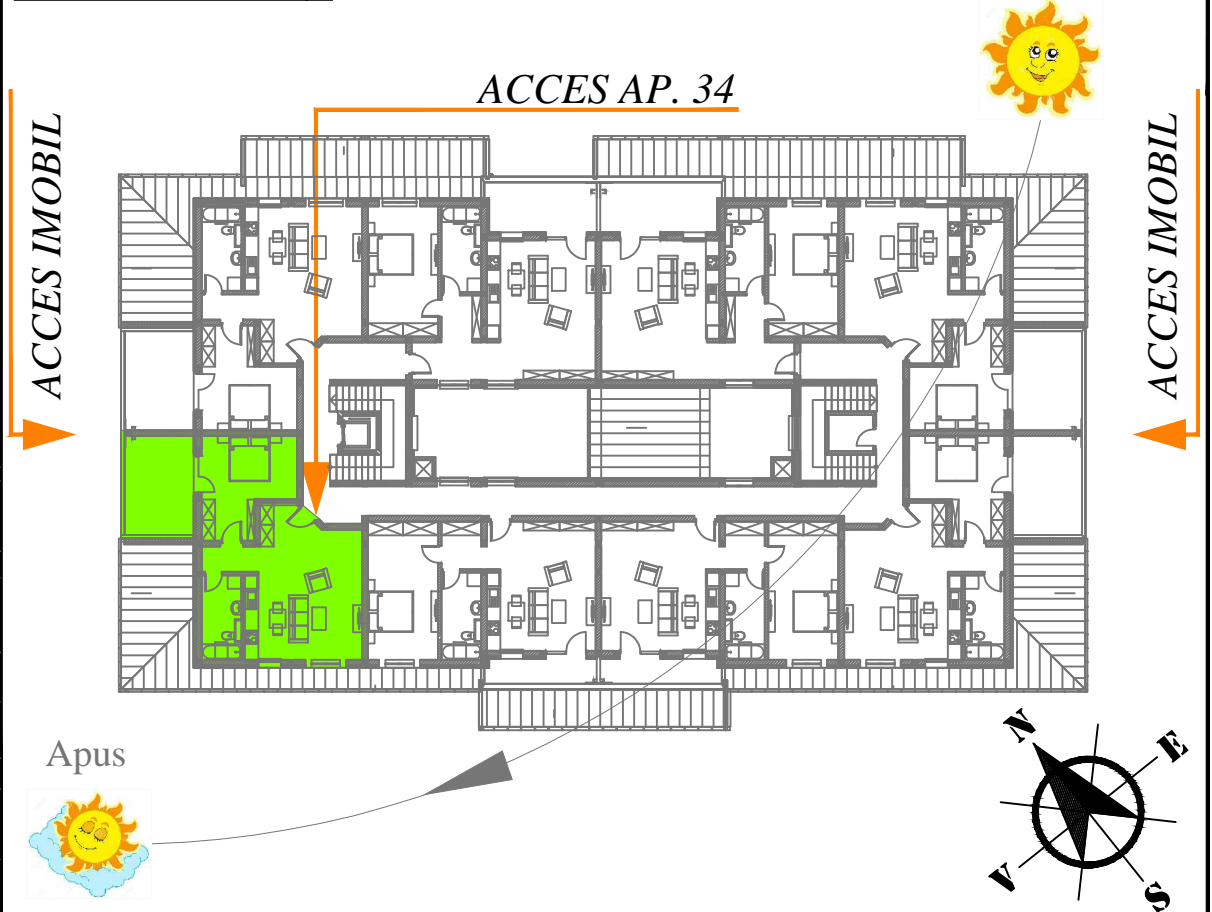 ACCES AP. 34
ACCES IMOBIL
ACCES IMOBIL
Apus
N
E
V
S